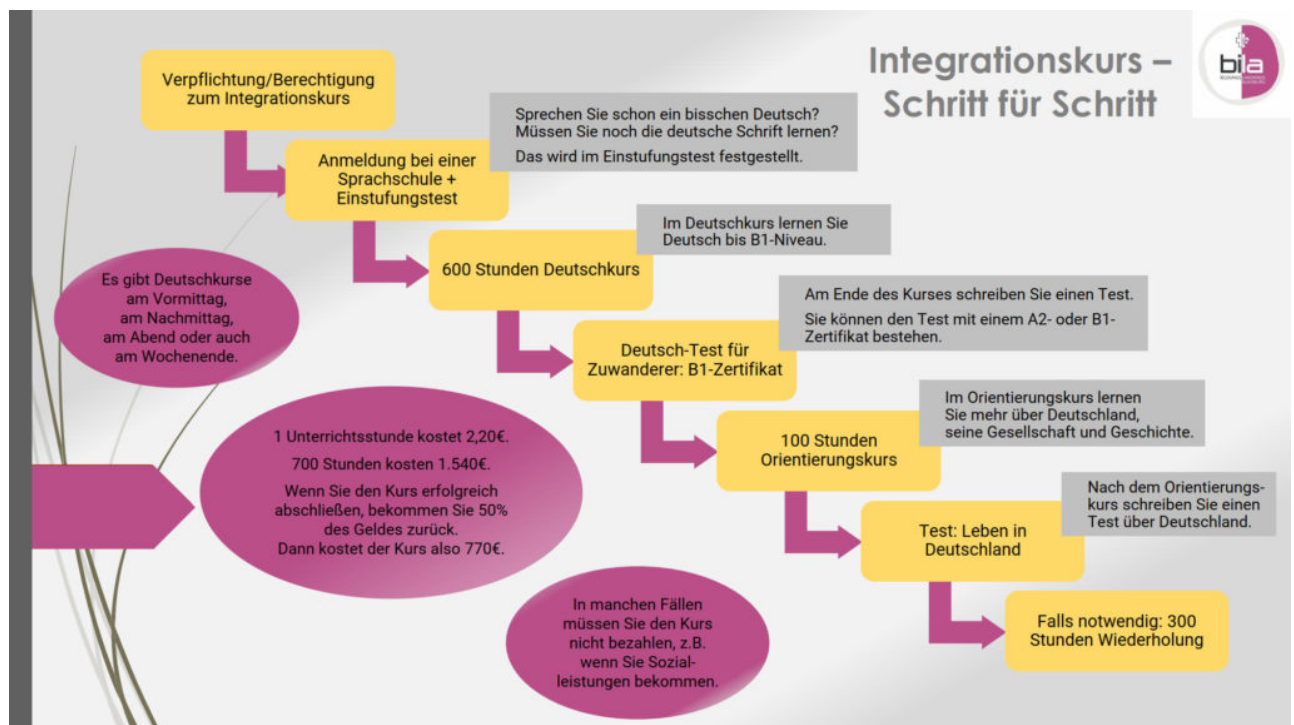 Integrationskurs –
Schritt für Schritt
bila
Verpflichtung/Berechtigung
zum Integrationskurs
Sprechen Sie schon ein bisschen Deutsch?
Müssen Sie noch die deutsche Schrift lernen?
Das wird im Einstufungstest festgestellt.
Anmeldung bei einer
Sprachschule +
Einstufungstest
Im Deutschkurs lernen Sie
Deutsch bis B1-Niveau.
600 Stunden Deutschkurs
Es gibt Deutschkurse
am Vormittag,
am Nachmittag,
am Abend oder auch
am Wochenende.
Am Ende des Kurses schreiben Sie einen Test.
Sie können den Test mit einem A2- oder B1-
Zertifikat bestehen.
Deutsch-Test für
Zuwanderer: B1-Zertifikat
Im Orientierungskurs lernen
Sie mehr über Deutschland,
seine Gesellschaft und Geschichte.
100 Stunden
Orientierungskurs
1 Unterrichtsstunde kostet 2,20€.
700 Stunden kosten 1.540€.
Wenn Sie den Kurs erfolgreich
abschließen, bekommen Sie 50%
des Geldes zurück.
Dann kostet der Kurs also 770€.
Nach dem Orientierungs-
kurs schreiben Sie einen
Test über Deutschland.
Test: Leben in
Deutschland
In manchen Fällen
müssen Sie den Kurs
nicht bezahlen, z.B.
wenn Sie Sozial-
leistungen bekommen.
Falls notwendig: 300
Stunden Wiederholung